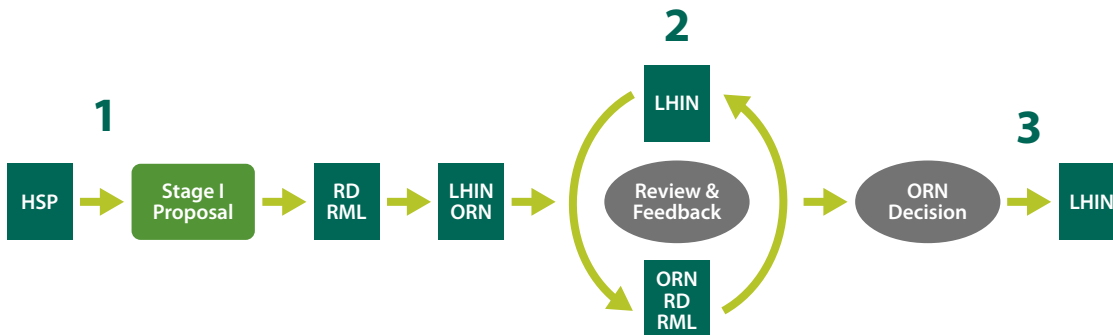 1
HSP
Stage I
Proposal
RD
RML
LHIN
ORN
2
LHIN
Review &
Feedback
ORN
RD
RML
ORN
Decision
3
LHIN